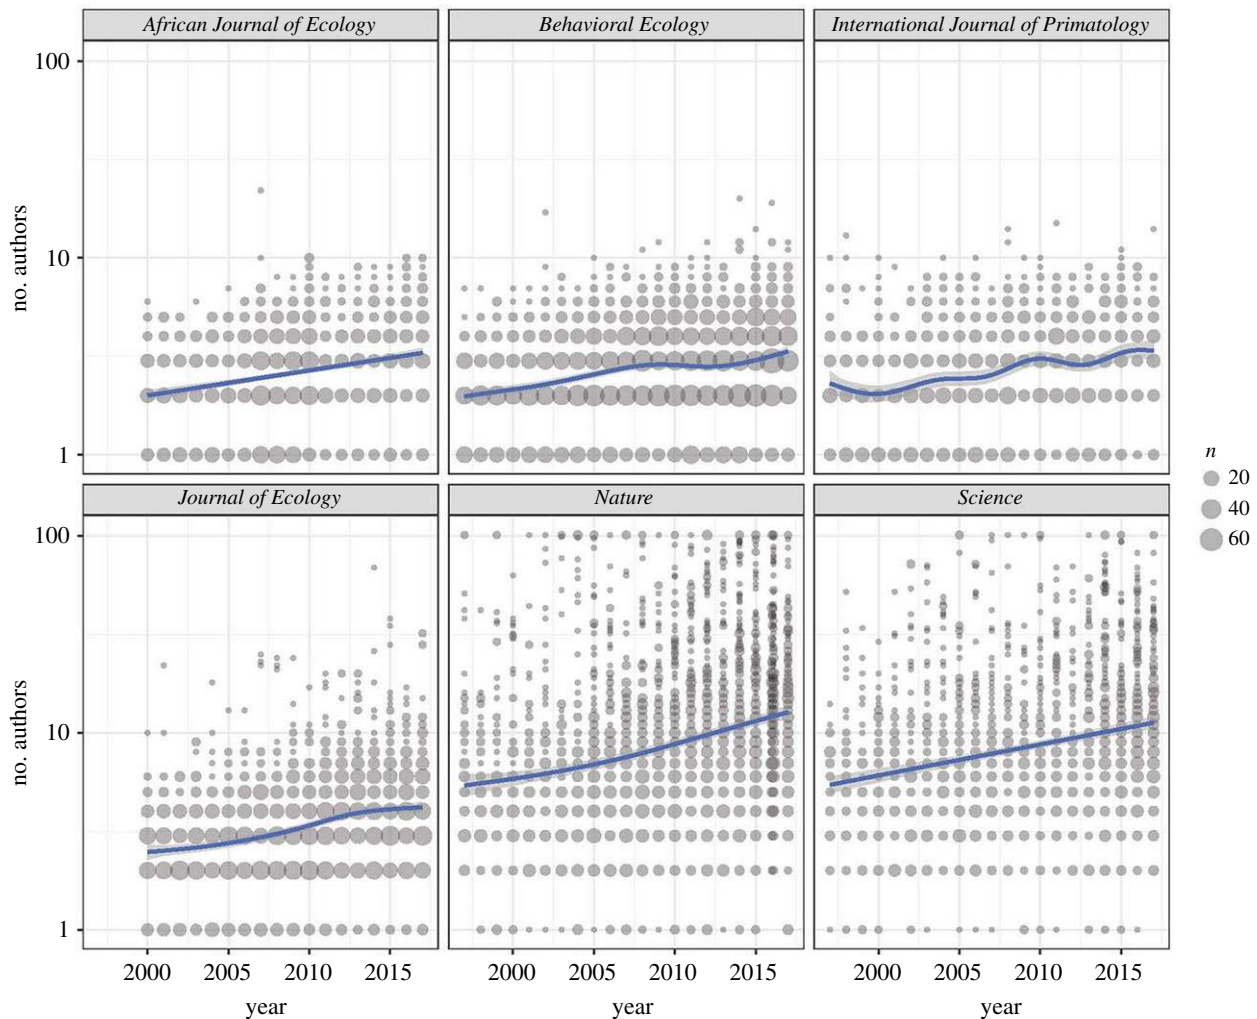 African Journal of Ecology
Behavioral Ecology
International Journal of Primatology
100
10
1
no. authors
Journal of Ecology
Nature
Science
100
10
1
no. authors
n
20
40
60
2000 2005 2010 2015
2000 2005 2010 2015
2000 2005 2010 2015
year
year
year